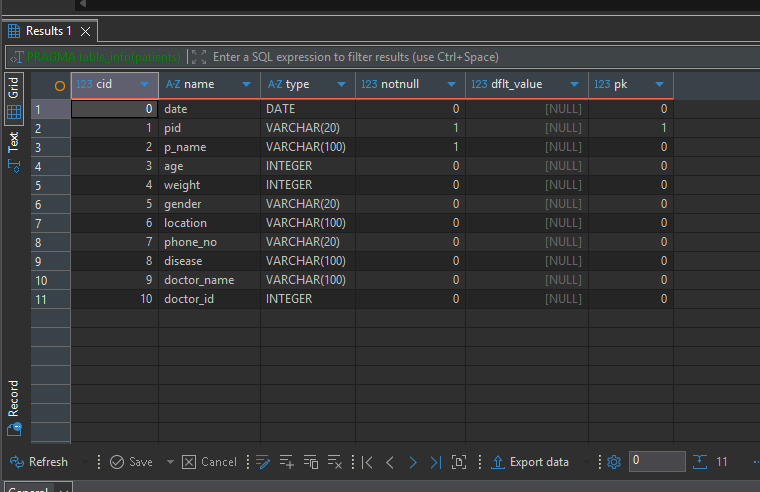 Results 1
PRAGMA table_info(patients) Enter a SQL expression to filter results (use Ctrl+Space)
Grid
Text
Record
123 cid A-Z name A-Z type 123 notnull 123 dflt_value 123 pk
1 0 date DATE 0 [NULL] 0
2 1 pid VARCHAR(20) 1 [NULL] 1
3 2 p_name VARCHAR(100) 1 [NULL] 0
4 3 age INTEGER 0 [NULL] 0
5 4 weight INTEGER 0 [NULL] 0
6 5 gender VARCHAR(20) 0 [NULL] 0
7 6 location VARCHAR(100) 0 [NULL] 0
8 7 phone_no VARCHAR(20) 0 [NULL] 0
9 8 disease VARCHAR(100) 0 [NULL] 0
10 9 doctor_name VARCHAR(100) 0 [NULL] 0
11 10 doctor_id INTEGER 0 [NULL] 0
Refresh Save Cancel Export data 0 11 ...
General